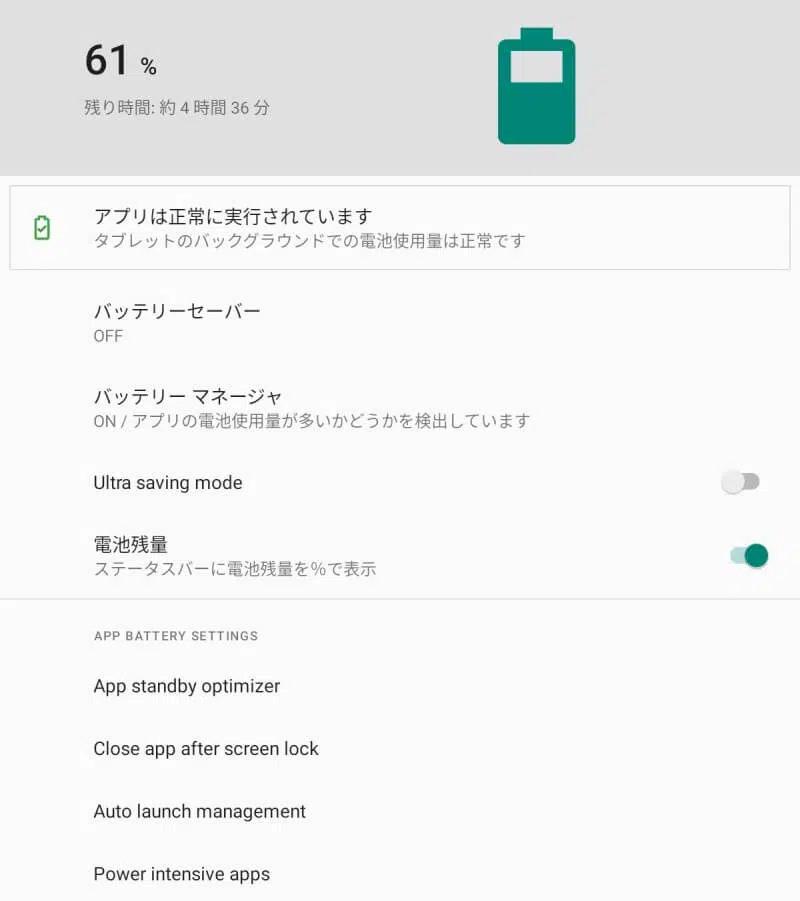 61 %
残り時間: 約 4 時間 36 分
アプリは正常に実行されています
タブレットのバックグラウンドでの電池使用量は正常です
バッテリーセーバー
OFF
バッテリー マネージャ
ON / アプリの電池使用量が多いかどうかを検出しています
Ultra saving mode
電池残量
ステータスバーに電池残量を%で表示
APP BATTERY SETTINGS
App standby optimizer
Close app after screen lock
Auto launch management
Power intensive apps